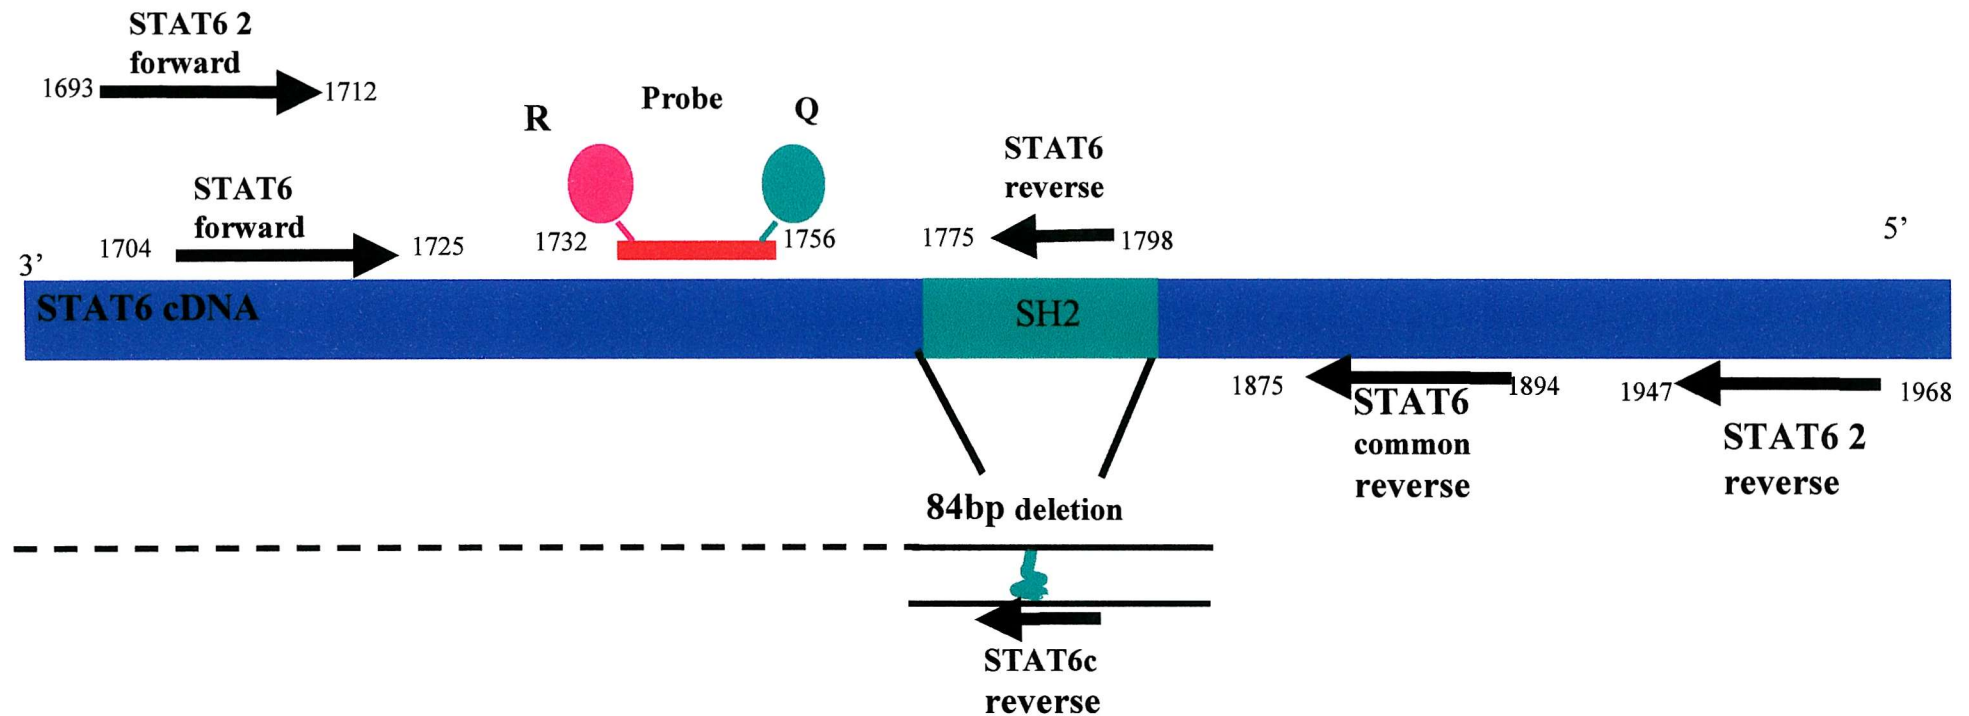 STAT6 2
forward
1693
1712
R
Probe
Q
STAT6
forward
1704
1725
1732
1756
STAT6
reverse
1775
1798
3’
5’
STAT6 cDNA
SH2
1875
1894
STAT6
common
reverse
1947
1968
STAT6 2
reverse
84bp deletion
STAT6c
reverse